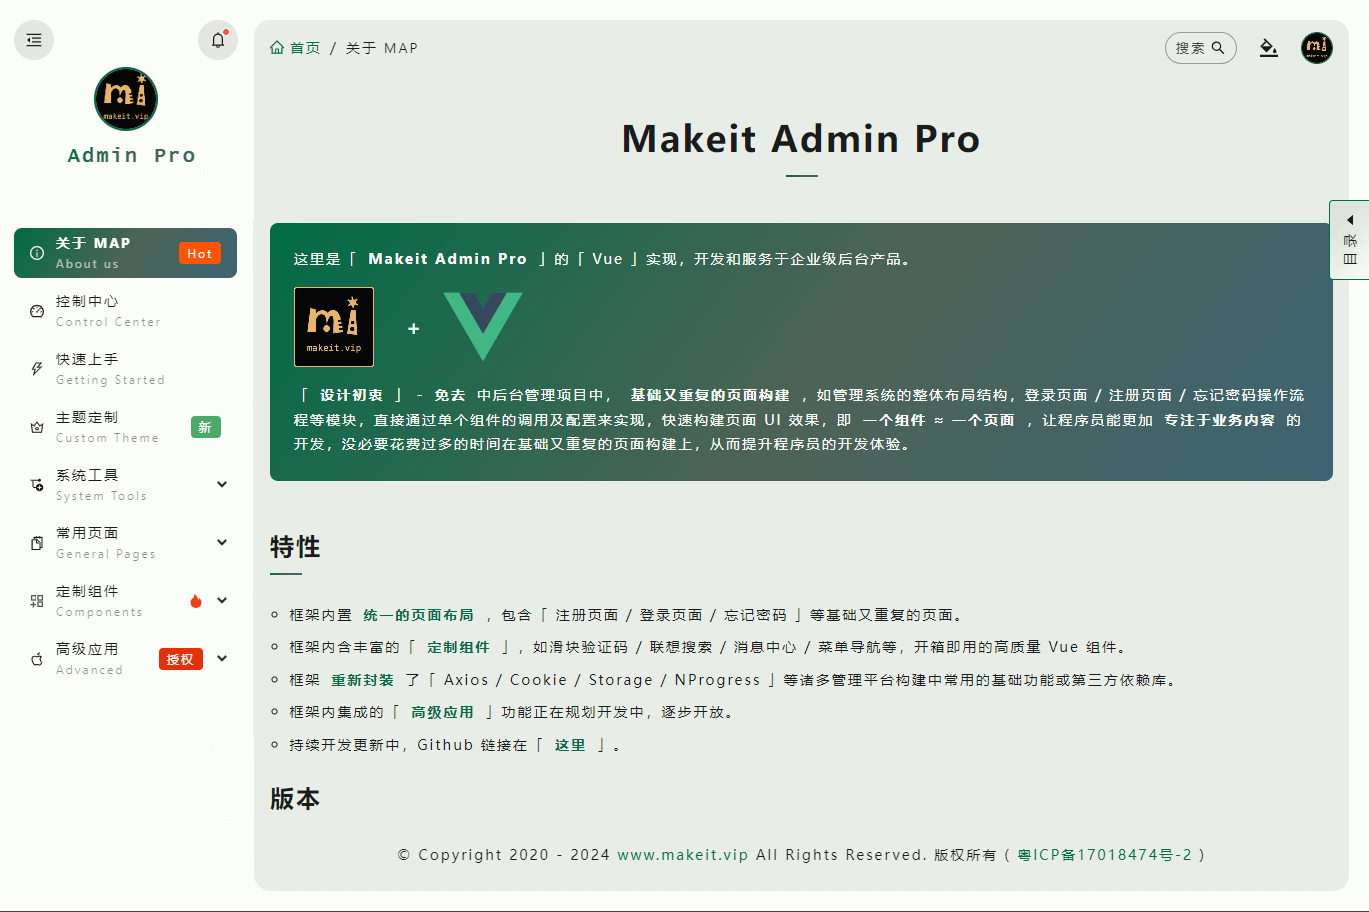 首页 / 关于 MAP
搜索
makeit.vip
Admin Pro
关于 MAP
About us
Hot
控制中心
Control Center
快速上手
Getting Started
主题定制
Custom Theme
新
系统工具
System Tools
常用页面
General Pages
定制组件
Components
高级应用
Advanced
授权
Makeit Admin Pro
目录
这里是「 Makeit Admin Pro 」的「 Vue 」实现，开发和服务于企业级后台产品。
makeit.vip
+
「 设计初衷 」 - 免去 中后台管理项目中， 基础又重复的页面构建 ，如管理系统的整体布局结构，登录页面 / 注册页面 / 忘记密码操作流
程等模块，直接通过单个组件的调用及配置来实现，快速构建页面 UI 效果，即 一个组件 ≈ 一个页面 ，让程序员能更加 专注于业务内容 的
开发，没必要花费过多的时间在基础又重复的页面构建上，从而提升程序员的开发体验。
特性
框架内置 统一的页面布局 ，包含「 注册页面 / 登录页面 / 忘记密码 」等基础又重复的页面。
框架内含丰富的「 定制组件 」，如滑块验证码 / 联想搜索 / 消息中心 / 菜单导航等，开箱即用的高质量 Vue 组件。
框架 重新封装 了「 Axios / Cookie / Storage / NProgress 」等诸多管理平台构建中常用的基础功能或第三方依赖库。
框架内集成的「 高级应用 」功能正在规划开发中，逐步开放。
持续开发更新中，Github 链接在「 这里 」。
版本
© Copyright 2020 - 2024 www.makeit.vip All Rights Reserved. 版权所有 ( 粤ICP备17018474号-2 )